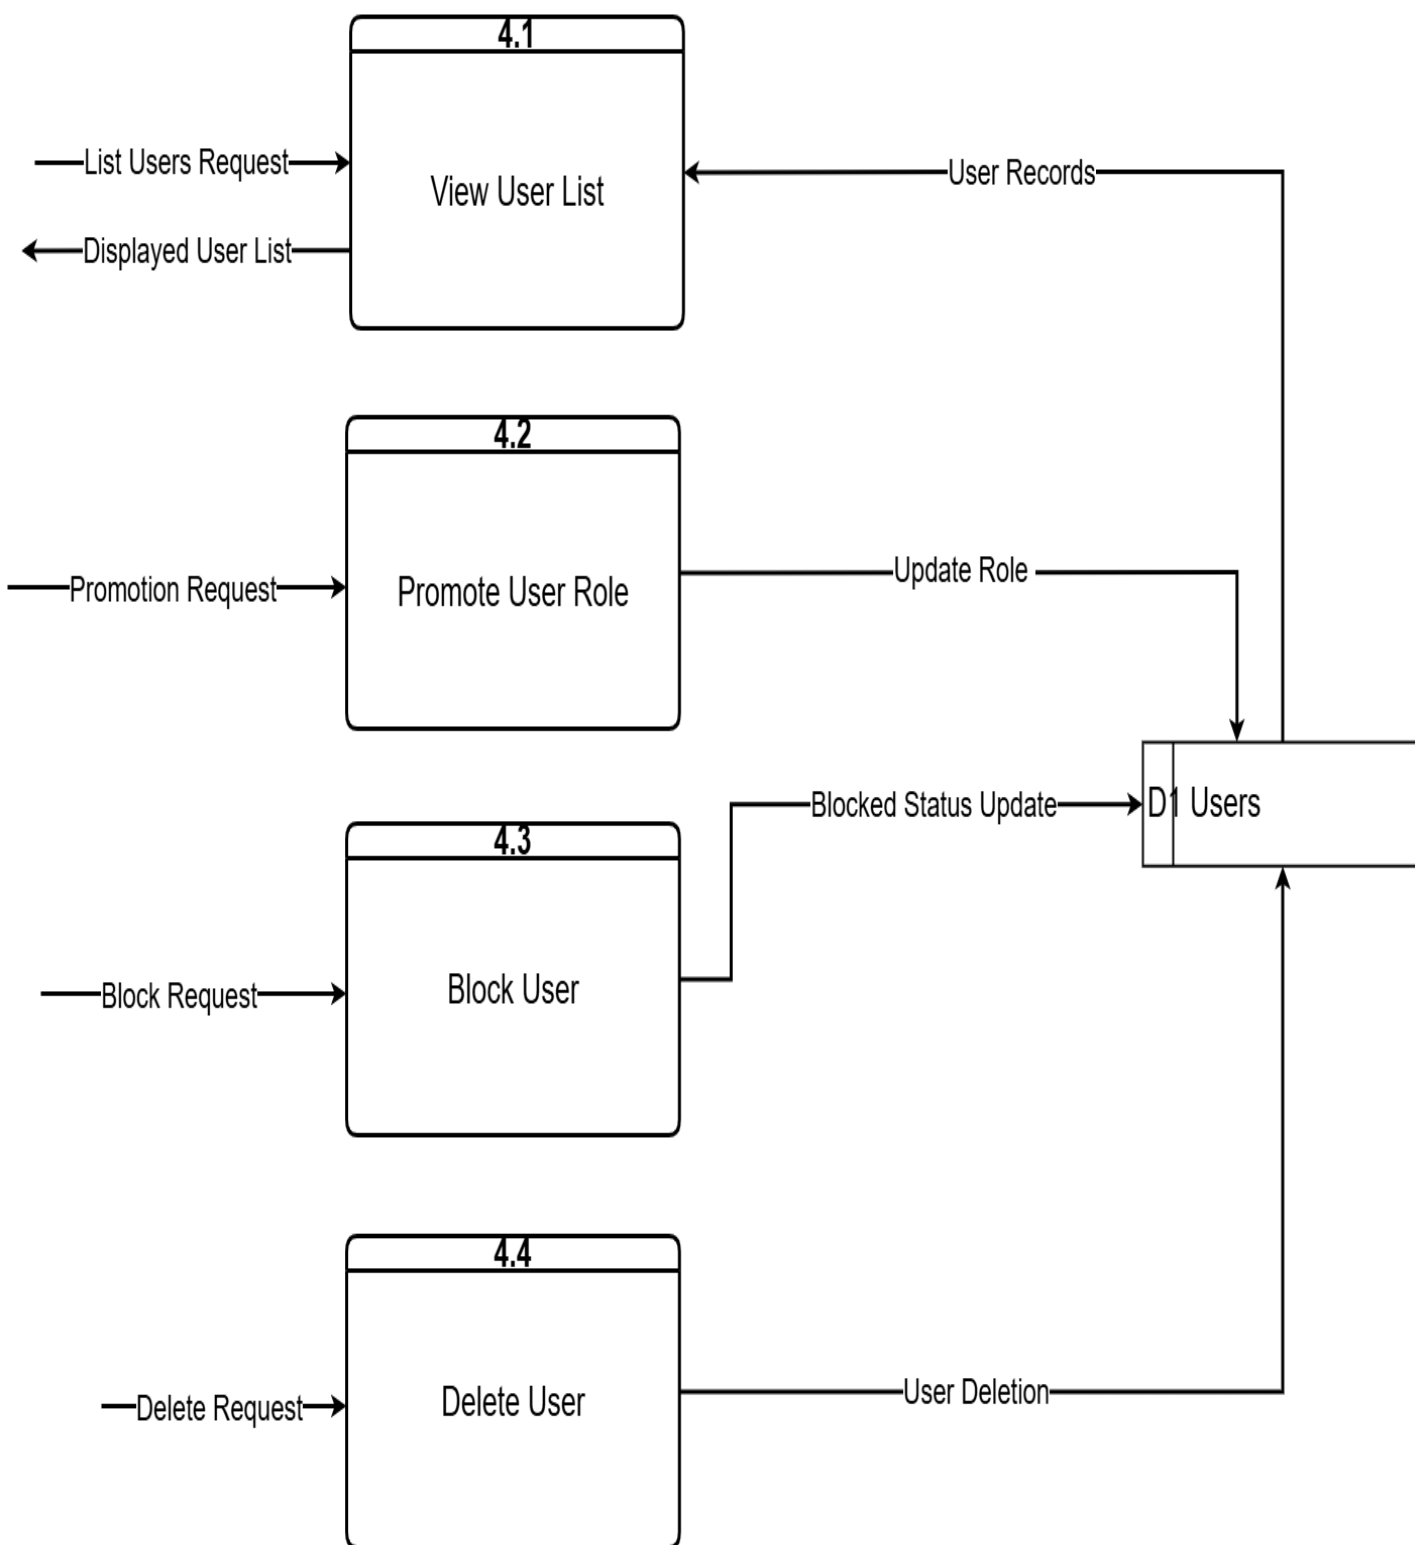 4.1
List Users Request
View User List
User Records
Displayed User List
4.2
Promotion Request
Promote User Role
Update Role
4.3
Blocked Status Update
D1 Users
Block Request
Block User
4.4
Delete Request
Delete User
User Deletion